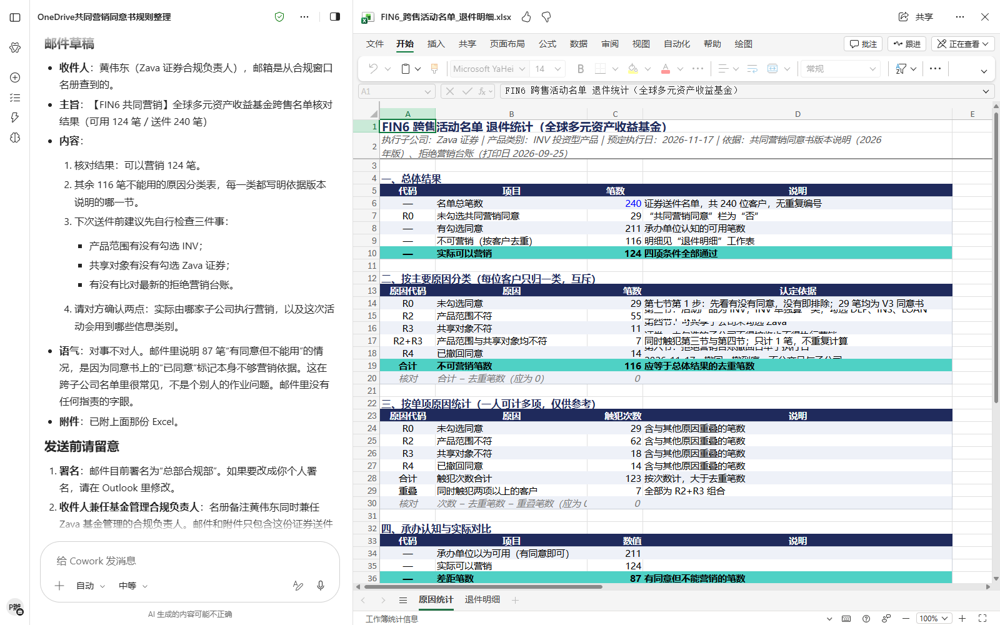 OneDrive共同营销同意书规则整理
邮件草稿
• 收件人：黄伟东（Zava 证券合规负责人），邮箱是从合规窗口
名册查到的。
• 主旨：【FIN6 共同营销】全球多元资产收益基金跨售名单核对
结果（可用 124 笔 / 送件 240 笔）
• 内容：
1. 核对结果：可以营销 124 笔。
2. 其余 116 笔不能用的原因分类表，每一类都写明依据版本
说明的哪一节。
3. 下次送件前建议先自行检查三件事：
▪ 产品范围有没有勾选 INV；
▪ 共享对象有没有勾选 Zava 证券；
▪ 有没有比对最新的拒绝营销台账。
4. 请对方确认两点：实际由哪家子公司执行营销，以及这次活
动会用到哪些信息类别。
• 语气：对事不对人。邮件里说明 87 笔“有同意但不能用”的情
况，是因为同意书上的“已同意”标记本身不够营销依据。这在
跨子公司名单里很常见，不是个别人的作业问题。邮件里没有
任何指责的字眼。
• 附件：已附上面那份 Excel。
发送前请留意
1. 署名：邮件目前署名为“总部合规部”。如果要改成你个人署
名，请在 Outlook 里修改。
2. 收件人兼任基金管理合规负责人：名册备注黄伟东同时兼任
Zava 基金管理的合规负责人。邮件和附件只包含这份证券送件
给 Cowork 发消息
自动 中等
AI 生成的内容可能不正确
P辦
FIN6_跨售活动名单_退件明细.xlsx
共享
文件 开始 插入 共享 页面布局 公式 数据 审阅 视图 自动化 帮助 绘图
批注 跟进 正在查看
Microsoft YaHei 14 B A 常规
A1 fx FIN6 跨售活动名单 退件统计（全球多元资产收益基金）
A B C D E
1 FIN6 跨售活动名单 退件统计（全球多元资产收益基金）
2 执行子公司：Zava 证券 | 产品类别：INV 投资型产品 | 预定执行日：2026-11-17 | 依据：共同营销同意书版本说明（2026
年版）、拒绝营销台账（打印日 2026-09-25）
3
4 一、总体结果
5 代码 项目 笔数 说明
6 — 名单总笔数 240 证券送件名单，共 240 位客户，无重复编号
7 R0 未勾选共同营销同意 29 “共同营销同意”栏为“否”
8 — 有勾选同意 211 承办单位认知的可用笔数
9 — 不可营销（按客户去重） 116 明细见“退件明细”工作表
10 — 实际可以营销 124 四项条件全部通过
11
12 二、按主要原因分类（每位客户只归一类，互斥）
13 原因代码 原因 笔数 认定依据
14 R0 未勾选同意 29 第七节第 1 步：先看有没有同意，没有即排除；29 笔均为 V3 同意书
15 R2 产品范围不符 55
16 R3 共享对象不符 11
17 R2+R3 产品范围与共享对象均不符 7 同时触犯第三节与第四节；只计 1 笔，不重复计算
18 R4 已撤回同意 14
19 合计 不可营销笔数 116 应等于总体结果的去重笔数
20 核对 合计 − 去重笔数（应为 0） 0
21
22 三、按单项原因统计（一人可计多项，仅供参考）
23 原因代码 原因 触犯次数 说明
24 R0 未勾选同意 29 含与其他原因重叠的笔数
25 R2 产品范围不符 62 含与其他原因重叠的笔数
26 R3 共享对象不符 18 含与其他原因重叠的笔数
27 R4 已撤回同意 14 含与其他原因重叠的笔数
28 合计 触犯次数合计 123 按次数计，大于去重笔数
29 重叠 同时触犯两项以上的客户 7 全部为 R2+R3 组合
30 核对 次数 − 去重笔数 − 重叠笔数（应为 0 0
31
32 四、承办认知与实际对比
33 代码 项目 数值 说明
34 — 承办单位以为可用（有同意即可） 211
35 — 实际可以营销 124
36 — 差距笔数 87 有同意但不能营销的笔数
原因统计 退件明细
工作簿统计信息
100%